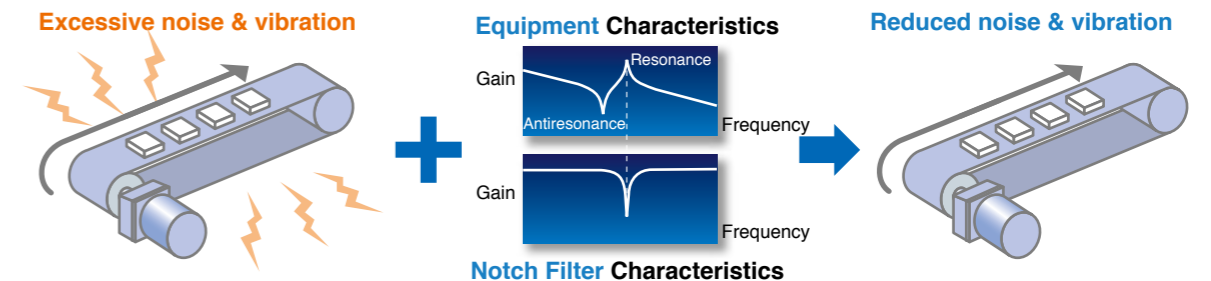 Excessive noise & vibration
Equipment Characteristics
Reduced noise & vibration
Gain
Resonance
Antiresonance
Frequency
Gain
Frequency
Notch Filter Characteristics